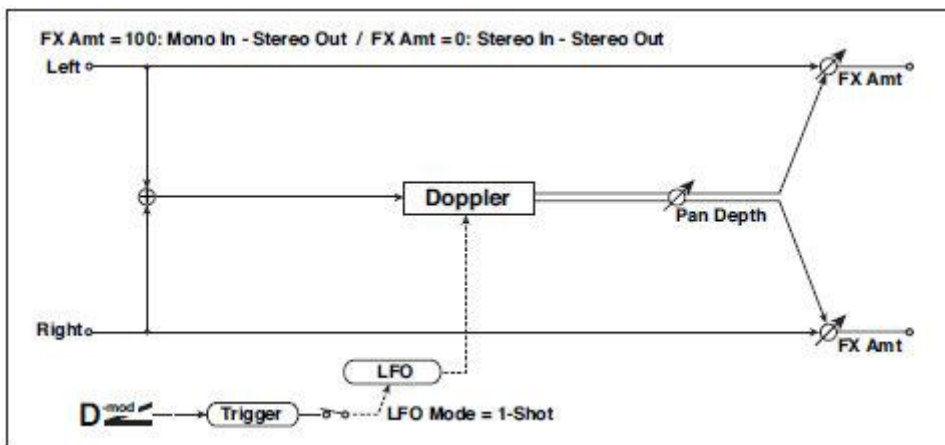 FX Amt = 100: Mono In - Stereo Out / FX Amt = 0: Stereo In - Stereo Out
Left
FX Amt
Doppler
Pan Depth
Right
FX Amt
LFO
D-mod
Trigger
LFO Mode = 1-Shot